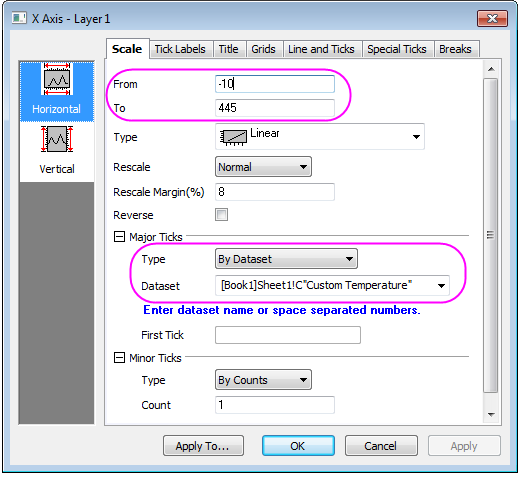 X Axis - Layer 1
Scale Tick Labels Title Grids Line and Ticks Special Ticks Breaks
Horizontal
Vertical
From -10
To 445
Type Linear
Rescale Normal
Rescale Margin(%) 8
Reverse
Major Ticks
Type By Dataset
Dataset [Book1]Sheet1!C"Custom Temperature"
Enter dataset name or space separated numbers.
First Tick
Minor Ticks
Type By Counts
Count 1
Apply To... OK Cancel Apply